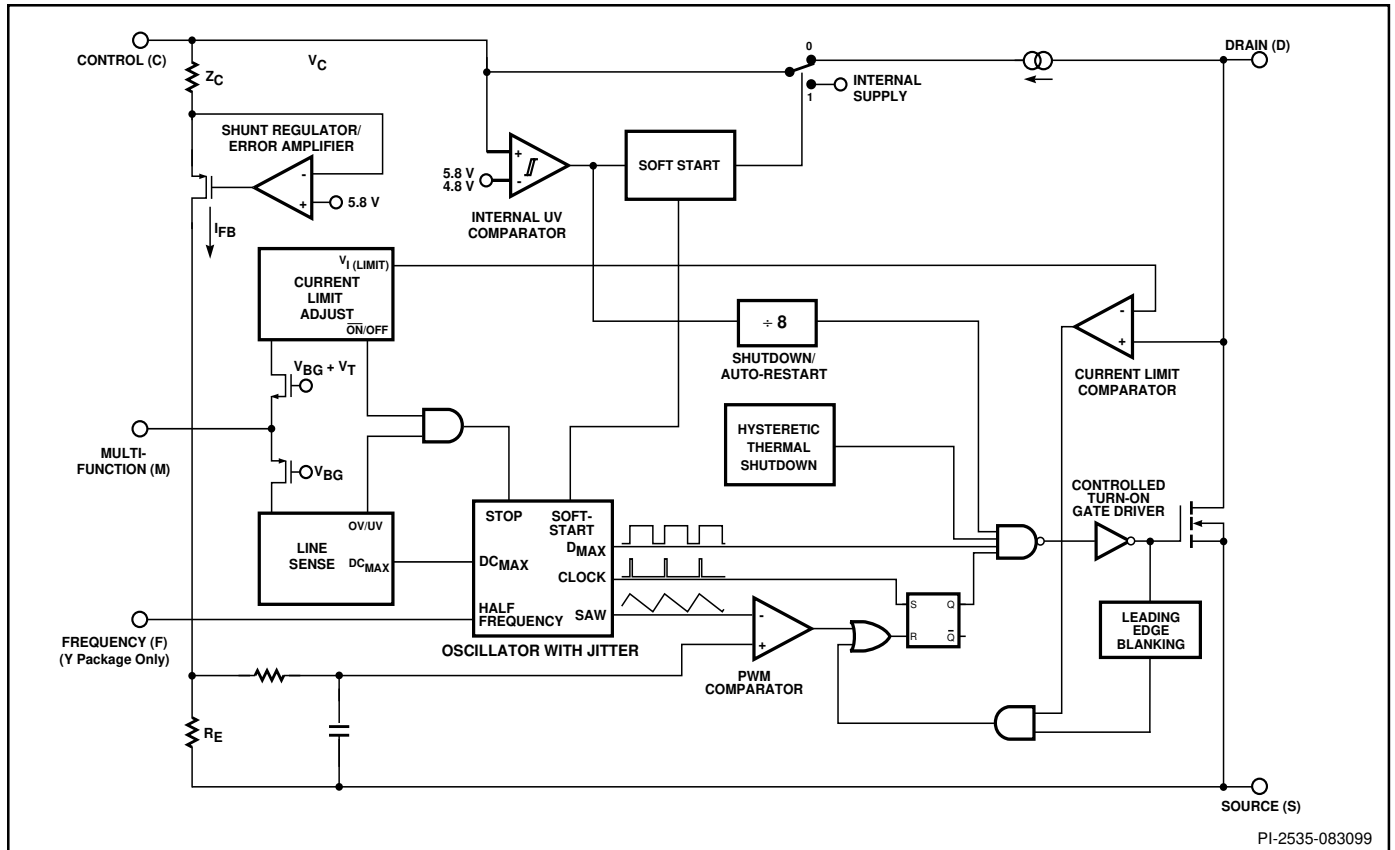 CONTROL (C)
V_C
Z_C
0
1
INTERNAL
SUPPLY
DRAIN (D)
SHUNT REGULATOR/
ERROR AMPLIFIER
-
+
5.8 V
I_FB
+
-
5.8 V
4.8 V
INTERNAL UV
COMPARATOR
SOFT START
V_I (LIMIT)
CURRENT
LIMIT
ADJUST
O̅N̅/OFF
÷ 8
SHUTDOWN/
AUTO-RESTART
-
+
CURRENT LIMIT
COMPARATOR
V_BG + V_T
MULTI-
FUNCTION (M)
V_BG
HYSTERETIC
THERMAL
SHUTDOWN
CONTROLLED
TURN-ON
GATE DRIVER
OV/UV
LINE
SENSE
DC_MAX
STOP
SOFT-
START
D_MAX
DC_MAX
CLOCK
HALF
FREQUENCY
SAW
OSCILLATOR WITH JITTER
-
+
PWM
COMPARATOR
S
Q
R
Q̅
LEADING
EDGE
BLANKING
FREQUENCY (F)
(Y Package Only)
R_E
SOURCE (S)
PI-2535-083099